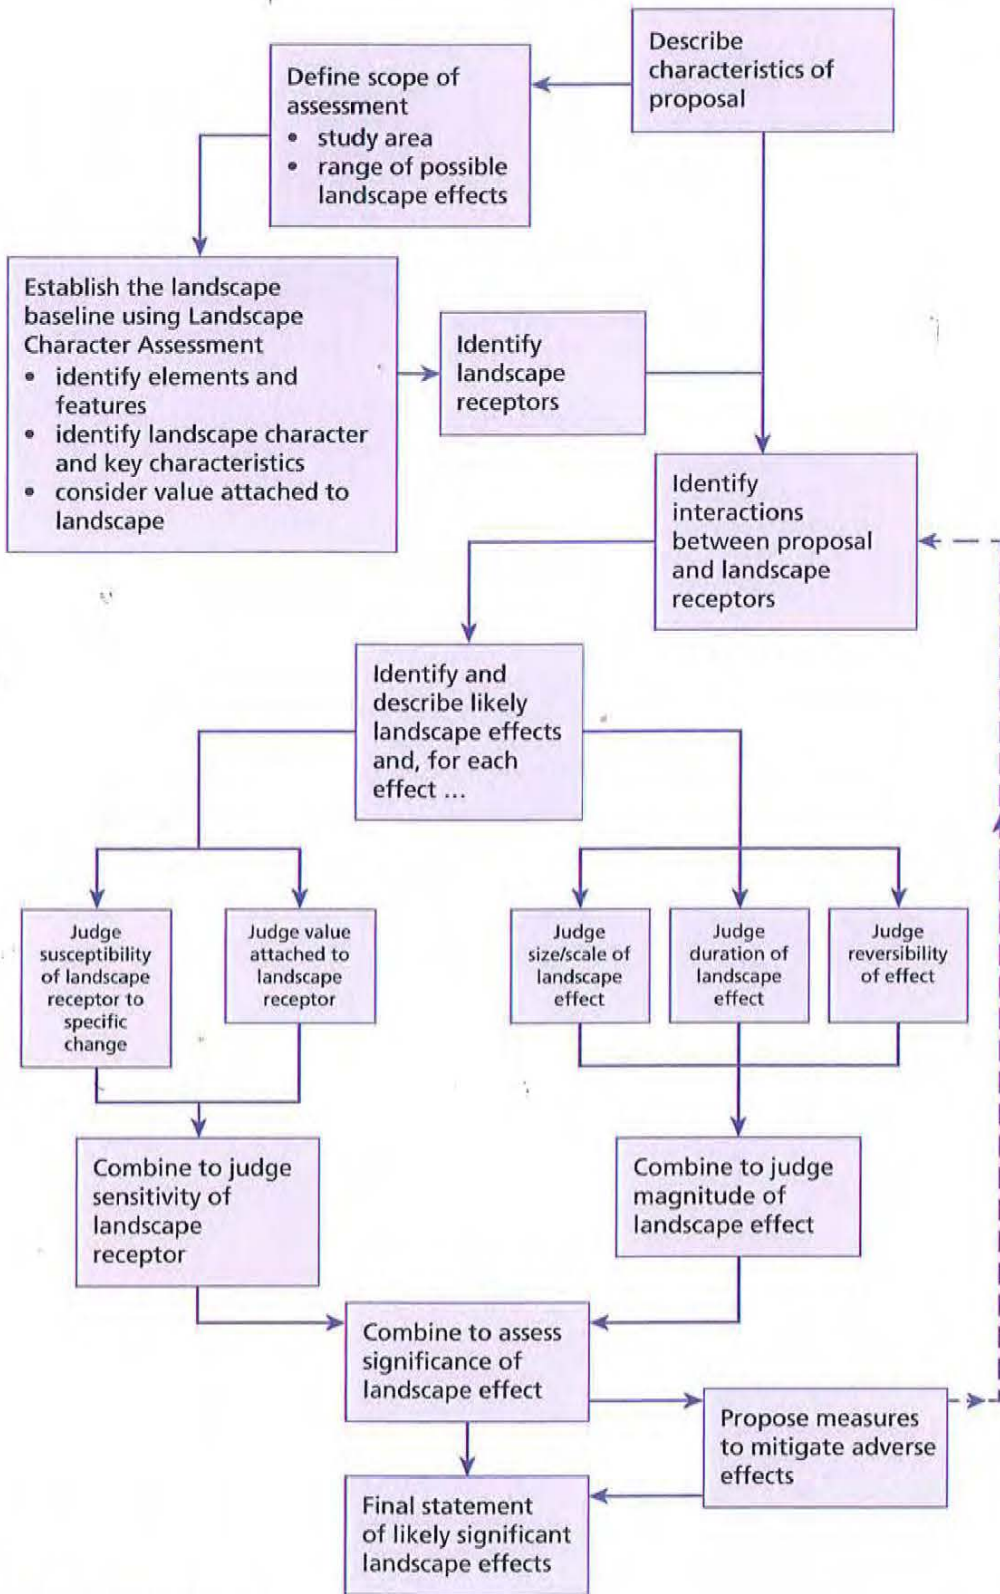 Describe
characteristics of
proposal
Define scope of
assessment
• study area
• range of possible
landscape effects
Establish the landscape
baseline using Landscape
Character Assessment
• identify elements and
features
• identify landscape character
and key characteristics
• consider value attached to
landscape
Identify
landscape
receptors
Identify
interactions
between proposal
and landscape
receptors
Identify and
describe likely
landscape effects
and, for each
effect ...
Judge
susceptibility
of landscape
receptor to
specific
change
Judge value
attached to
landscape
receptor
Judge
size/scale of
landscape
effect
Judge
duration of
landscape
effect
Judge
reversibility
of effect
Combine to judge
sensitivity of
landscape
receptor
Combine to judge
magnitude of
landscape effect
Combine to assess
significance of
landscape effect
Propose measures
to mitigate adverse
effects
Final statement
of likely significant
landscape effects